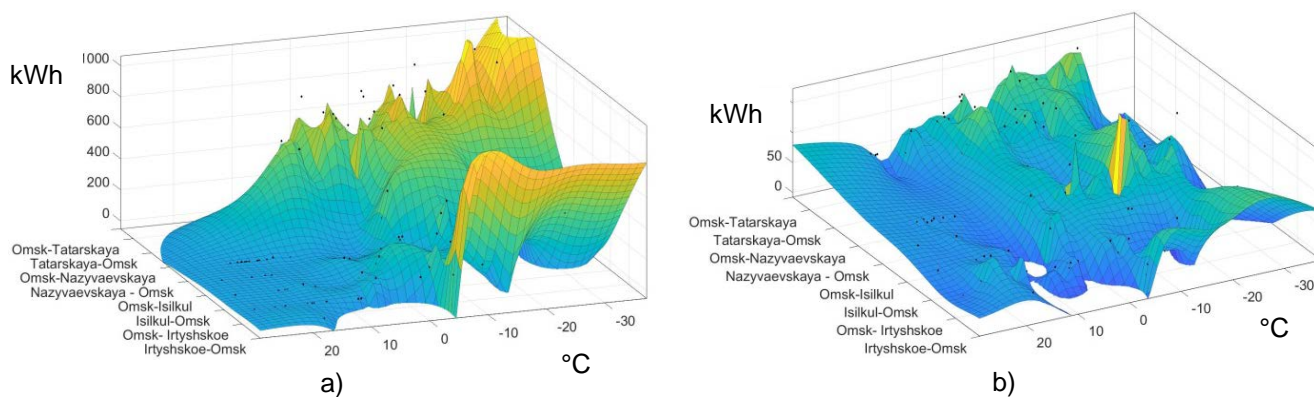 kWh
1000
800
600
400
200
0
Omsk-Tatarskaya
Tatarskaya-Omsk
Omsk-Nazyvaevskaya
Nazyvaevskaya - Omsk
Omsk-Isilkul
Isilkul-Omsk
Omsk- Irtyshskoe
Irtyshskoe-Omsk
20
10
0
-10
-20
-30
°C
a)
kWh
50
0
Omsk-Tatarskaya
Tatarskaya-Omsk
Omsk-Nazyvaevskaya
Nazyvaevskaya - Omsk
Omsk-Isilkul
Isilkul-Omsk
Omsk- Irtyshkoe
Irtyshskoe-Omsk
20
10
0
-10
-20
-30
°C
b)